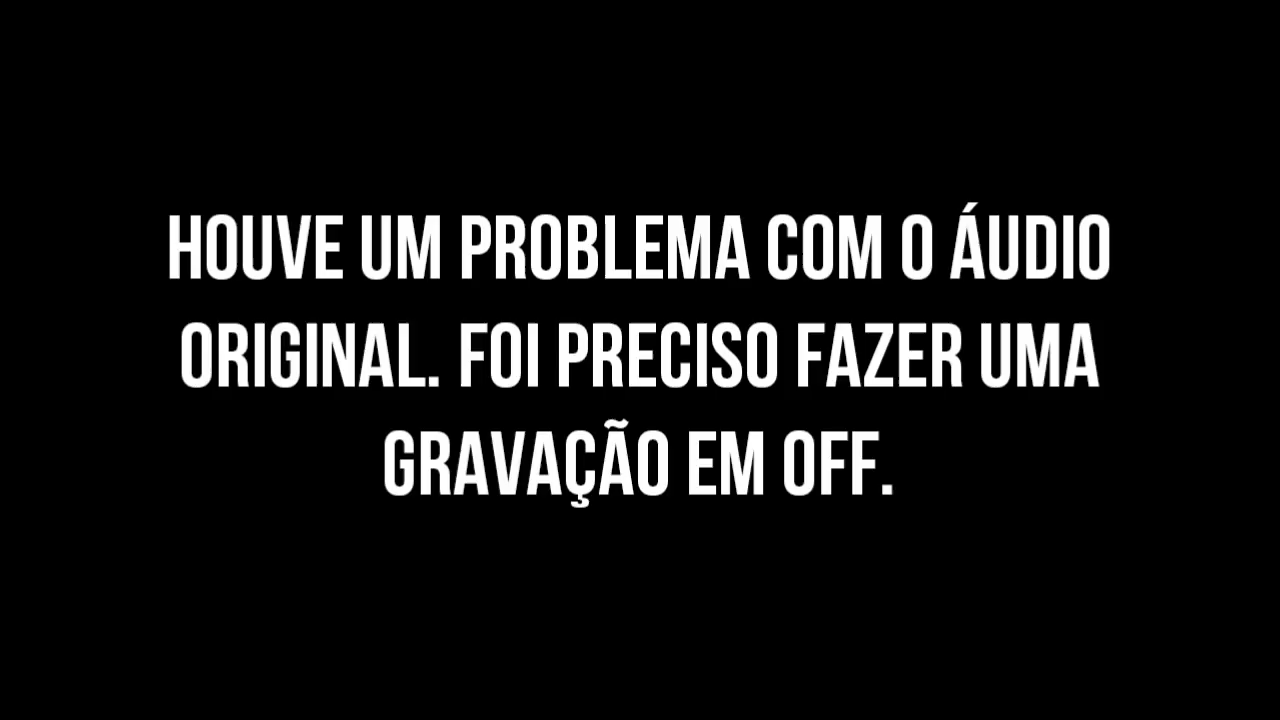 HOUVE UM PROBLEMA COM O ÁUDIO
ORIGINAL. FOI PRECISO FAZER UMA
GRAVAÇÃO EM OFF.